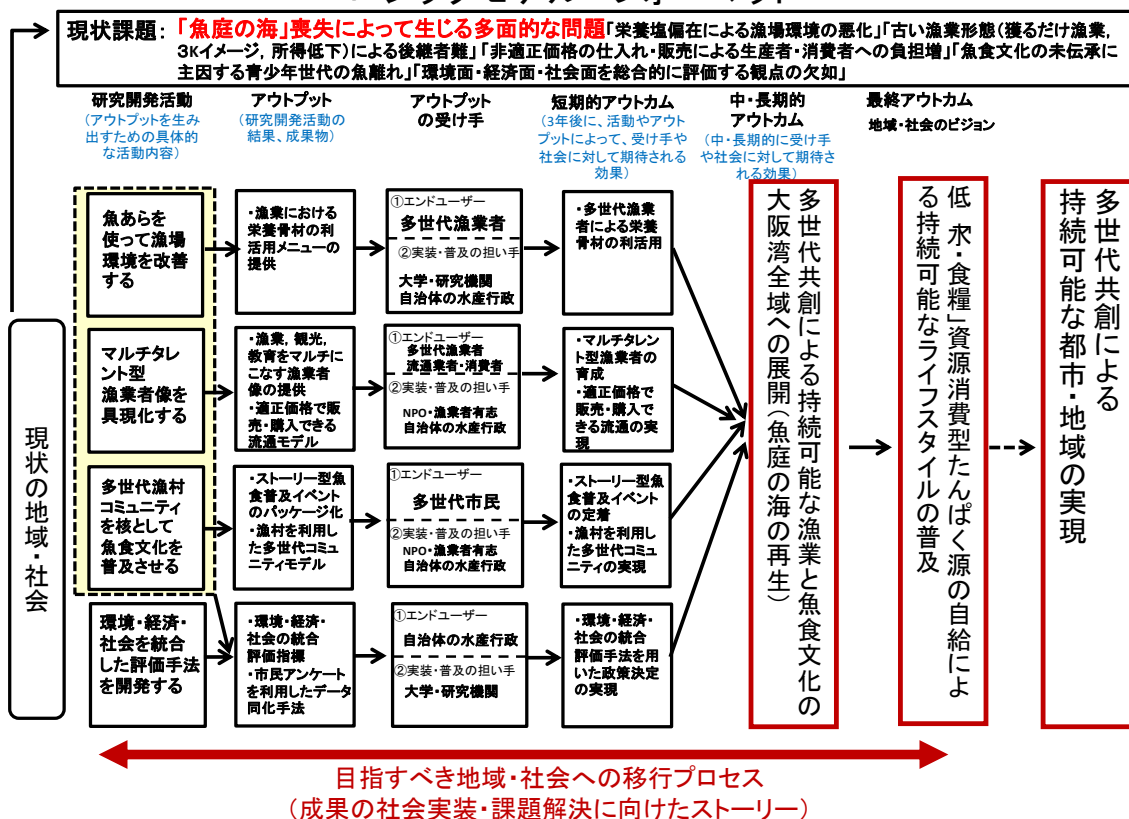 現状課題：「魚庭の海」喪失によって生じる多面的な問題「栄養塩偏在による漁場環境の悪化」「古い漁業形態（獲るだけ漁業，
3Kイメージ，所得低下）による後継者難」「非適正価格の仕入れ・販売による生産者・消費者への負担増」「魚食文化の未伝承に
主因する青少年世代の魚離れ」「環境面・経済面・社会面を総合的に評価する観点の欠如」
研究開発活動
（アウトプットを生み
出すための具体的
な活動内容）
アウトプット
（研究開発活動の
結果、成果物）
アウトプット
の受け手
短期的アウトカム
（3年後に、活動やアウト
プットによって、受け手や
社会に対して期待される
効果）
中・長期的
アウトカム
（中・長期的に受け手
や社会に対して期待さ
れる効果）
最終アウトカム
地域・社会のビジョン
現状の地域・社会
魚あらを
使って漁場
環境を改善
する
・漁業における
栄養骨材の利
活用メニューの
提供
①エンドユーザー
多世代漁業者
②実装・普及の担い手
大学・研究機関
自治体の水産行政
・多世代漁業
者による栄養
骨材の利活用
マルチタレ
ント型
漁業者像を
具現化する
・漁業，観光，
教育をマルチに
こなす漁業者
像の提供
・適正価格で販
売・購入できる
流通モデル
①エンドユーザー
多世代漁業者
流通業者・消費者
②実装・普及の担い手
NPO・漁業者有志
自治体の水産行政
・マルチタレン
ト型漁業者の
育成
・適正価格で
販売・購入で
きる流通の実
現
多世代漁村
コミュニティ
を核として
魚食文化を
普及させる
・ストーリー型魚
食普及イベント
のパッケージ化
・漁村を利用し
た多世代コミュ
ニティモデル
①エンドユーザー
多世代市民
②実装・普及の担い手
NPO・漁業者有志
自治体の水産行政
・ストーリー型魚
食普及イベント
の定着
・漁村を利用した
多世代コミュニ
ティの実現
環境・経済・
社会を統合
した評価手法
を開発する
・環境・経済・
社会の統合
評価指標
・市民アンケート
を利用したデータ
同化手法
①エンドユーザー
自治体の水産行政
②実装・普及の担い手
大学・研究機関
・環境・経済・
社会の統合
評価手法を用
いた政策決定
の実現
多世代共創による持続可能な漁業と魚食文化の
大阪湾全域への展開（魚庭の海の再生）
低「水・食糧」資源消費型たんぱく源の自給によ
る持続可能なライフスタイルの普及
多世代共創による
持続可能な都市・地域の実現
目指すべき地域・社会への移行プロセス
（成果の社会実装・課題解決に向けたストーリー）